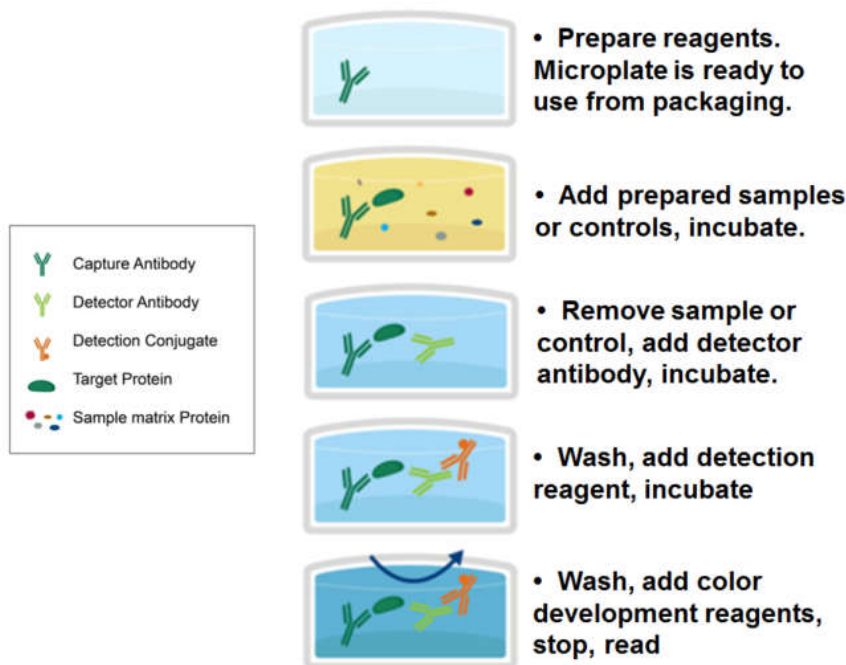 • Prepare reagents.
Microplate is ready to
use from packaging.
• Add prepared samples
or controls, incubate.
Capture Antibody
Detector Antibody
Detection Conjugate
Target Protein
Sample matrix Protein
• Remove sample or
control, add detector
antibody, incubate.
• Wash, add detection
reagent, incubate
• Wash, add color
development reagents,
stop, read